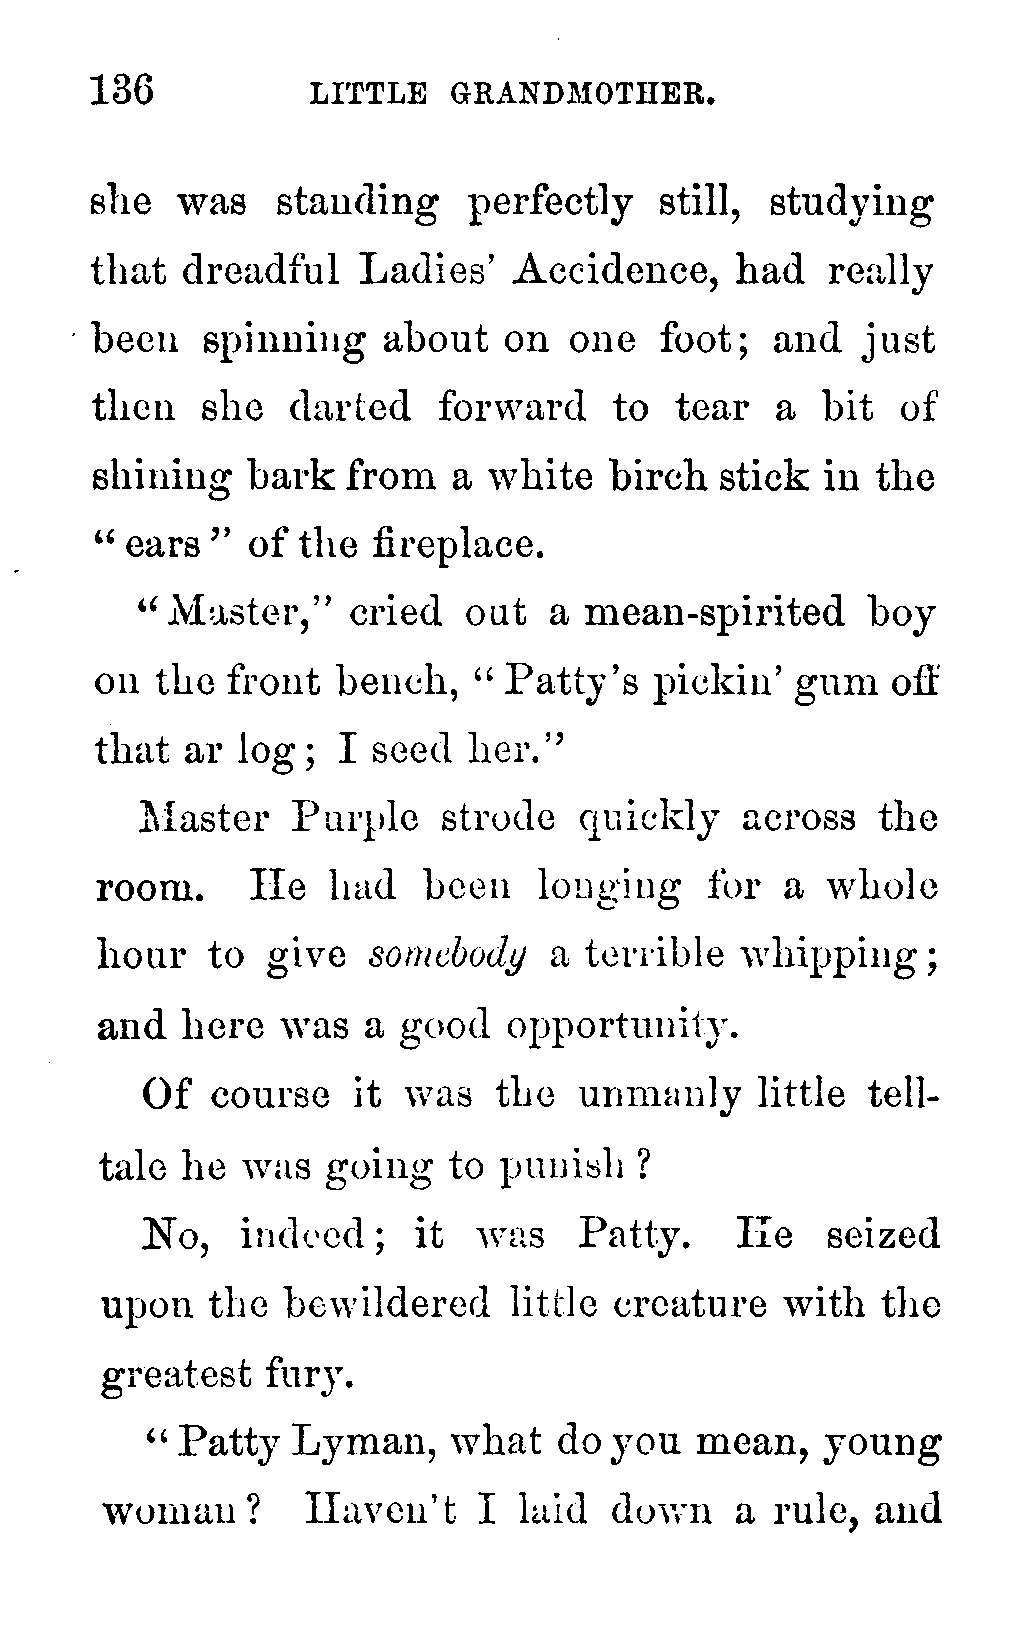 136 LITTLE GRANDMOTHER.
she was standing perfectly still, studying
that dreadful Ladies' Accidence, had really
been spinning about on one foot; and just
then she darted forward to tear a bit of
shining bark from a white birch stick in the
"ears" of the fireplace.
"Master," cried out a mean-spirited boy
on the front bench, "Patty's pickin' gum off
that ar log; I seed her."
Master Purple strode quickly across the
room. He had been longing for a whole
hour to give somebody a terrible whipping;
and here was a good opportunity.
Of course it was the unmanly little tell-
tale he was going to punish?
No, indeed; it was Patty. He seized
upon the bewildered little creature with the
greatest fury.
"Patty Lyman, what do you mean, young
woman? Haven't I laid down a rule, and